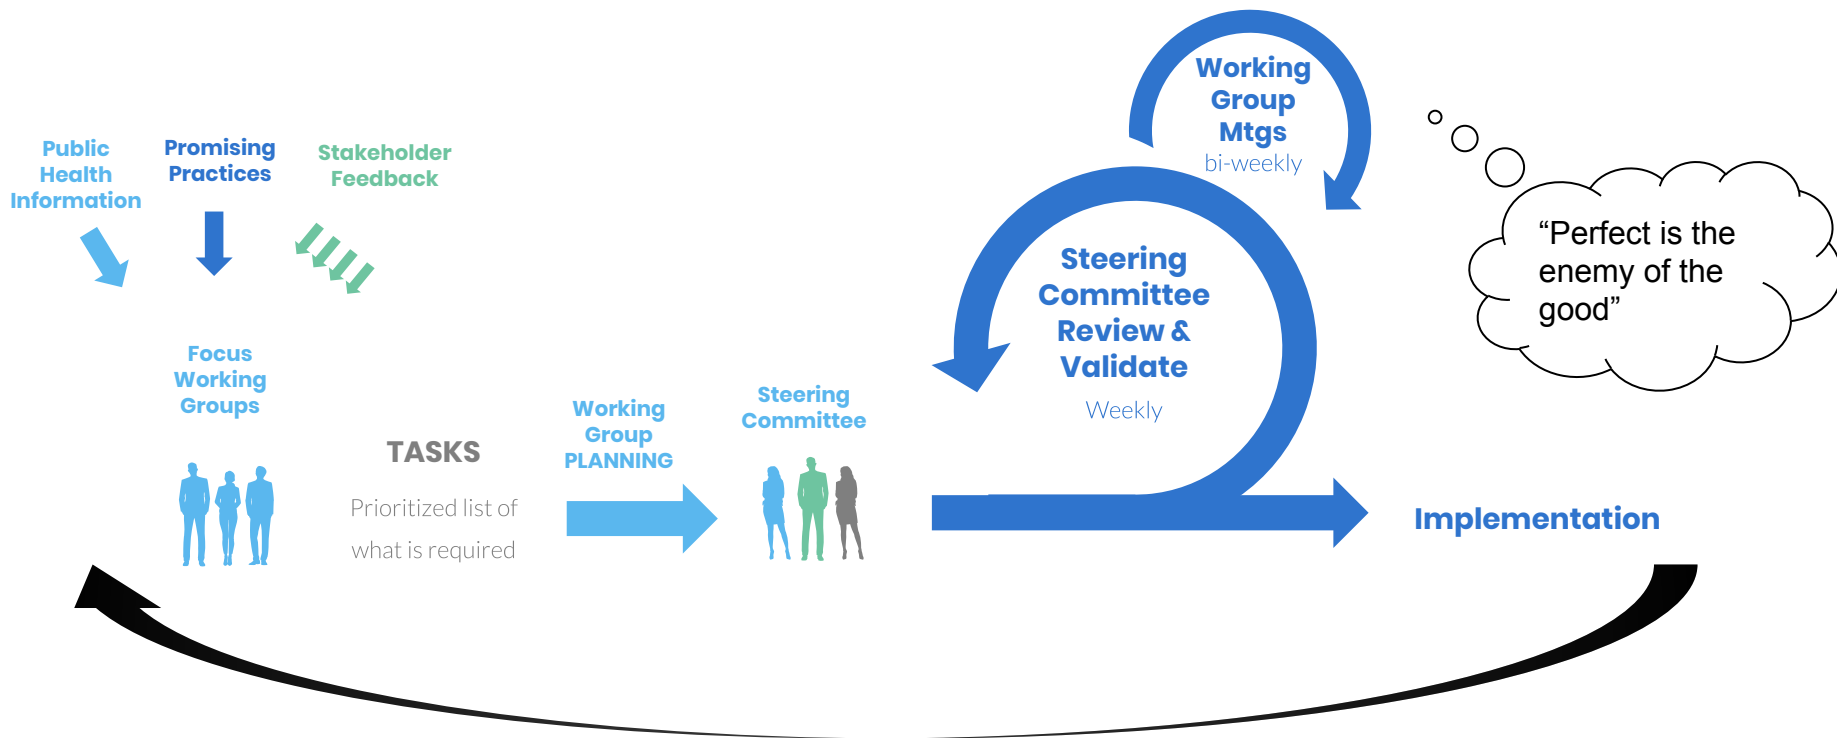 Public
Health
Information
Promising
Practices
Stakeholder
Feedback
Focus
Working
Groups
TASKS
Prioritized list of
what is required
Working
Group
PLANNING
Steering
Committee
Working
Group
Mtgs
bi-weekly
Steering
Committee
Review &
Validate
Weekly
Implementation
“Perfect is the
enemy of the
good”